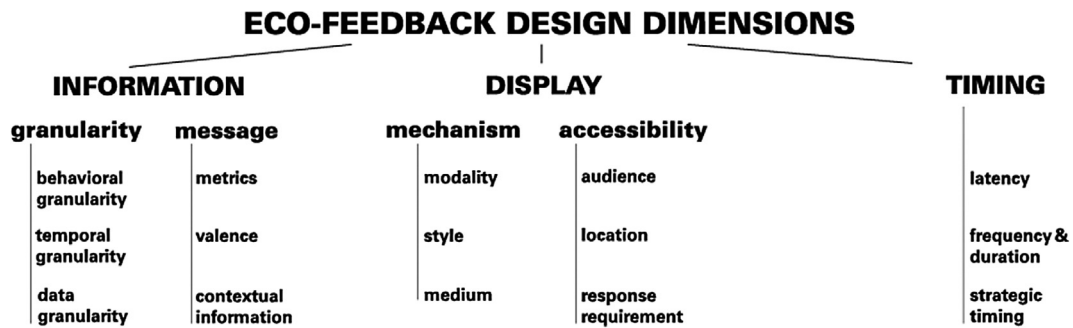 ECO-FEEDBACK DESIGN DIMENSIONS
INFORMATION
granularity
behavioral
granularity
temporal
granularity
data
granularity
message
metrics
valence
contextual
information
DISPLAY
mechanism
modality
style
medium
accessibility
audience
location
response
requirement
TIMING
latency
frequency &
duration
strategic
timing